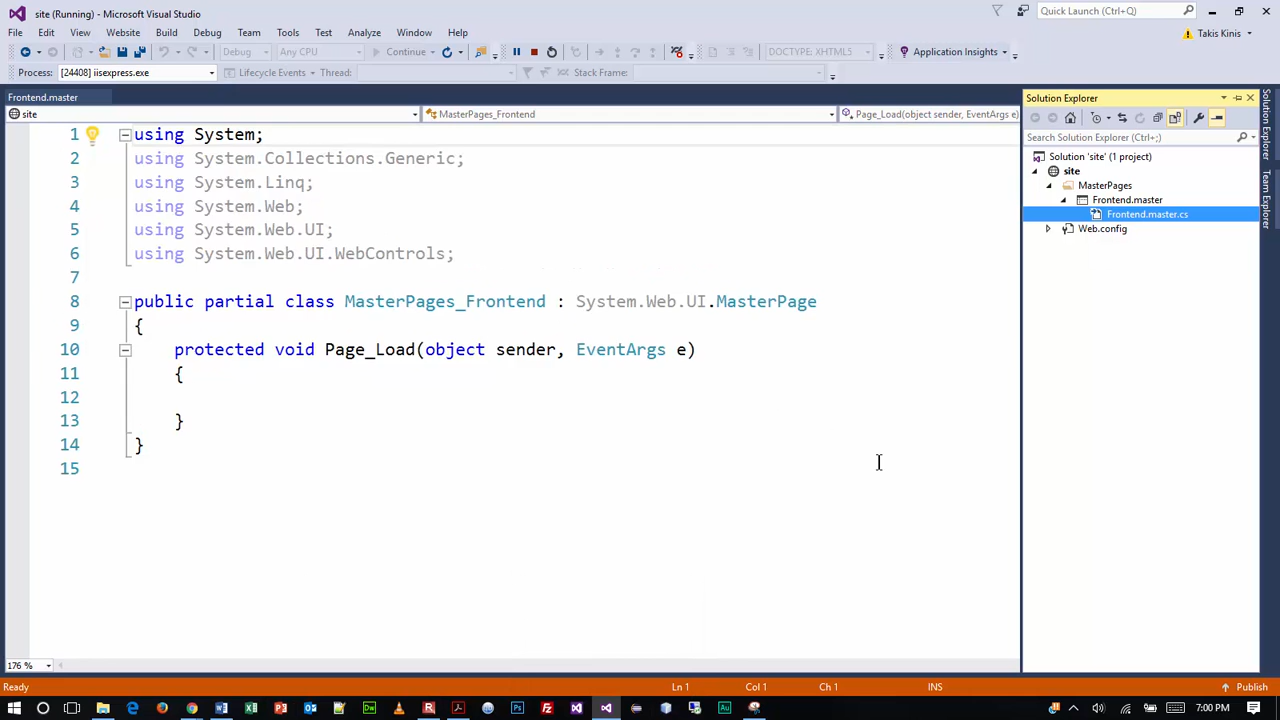 site (Running) - Microsoft Visual Studio
Quick Launch (Ctrl+Q)
File Edit View Website Build Debug Team Tools Test Analyze Window Help
Takis Kinis
Debug Any CPU Continue DOCTYPE: XHTML5 Application Insights
Process: [24408] iisexpress.exe Lifecycle Events Thread: Stack Frame:
Frontend.master
site MasterPages_Frontend Page_Load(object sender, EventArgs e)
1 using System;
2 using System.Collections.Generic;
3 using System.Linq;
4 using System.Web;
5 using System.Web.UI;
6 using System.Web.UI.WebControls;
7
8 public partial class MasterPages_Frontend : System.Web.UI.MasterPage
9 {
10 protected void Page_Load(object sender, EventArgs e)
11 {
12
13 }
14 }
15
176 %
Solution Explorer
Search Solution Explorer (Ctrl+;)
Solution 'site' (1 project)
site
MasterPages
Frontend.master
Frontend.master.cs
Web.config
Solution Explorer
Team Explorer
Ready Ln 1 Col 1 Ch 1 INS Publish
7:00 PM